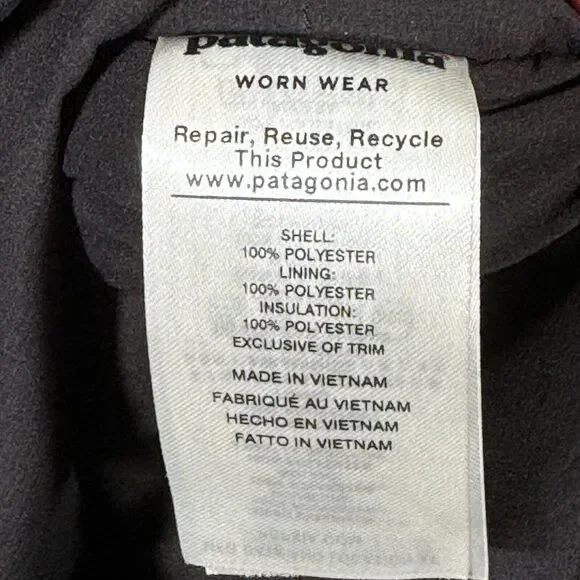 patagonia
WORN WEAR
Repair, Reuse, Recycle
This Product
www.patagonia.com
SHELL:
100% POLYESTER
LINING:
100% POLYESTER
INSULATION:
100% POLYESTER
EXCLUSIVE OF TRIM
MADE IN VIETNAM
FABRIQUÉ AU VIETNAM
HECHO EN VIETNAM
FATTO IN VIETNAM